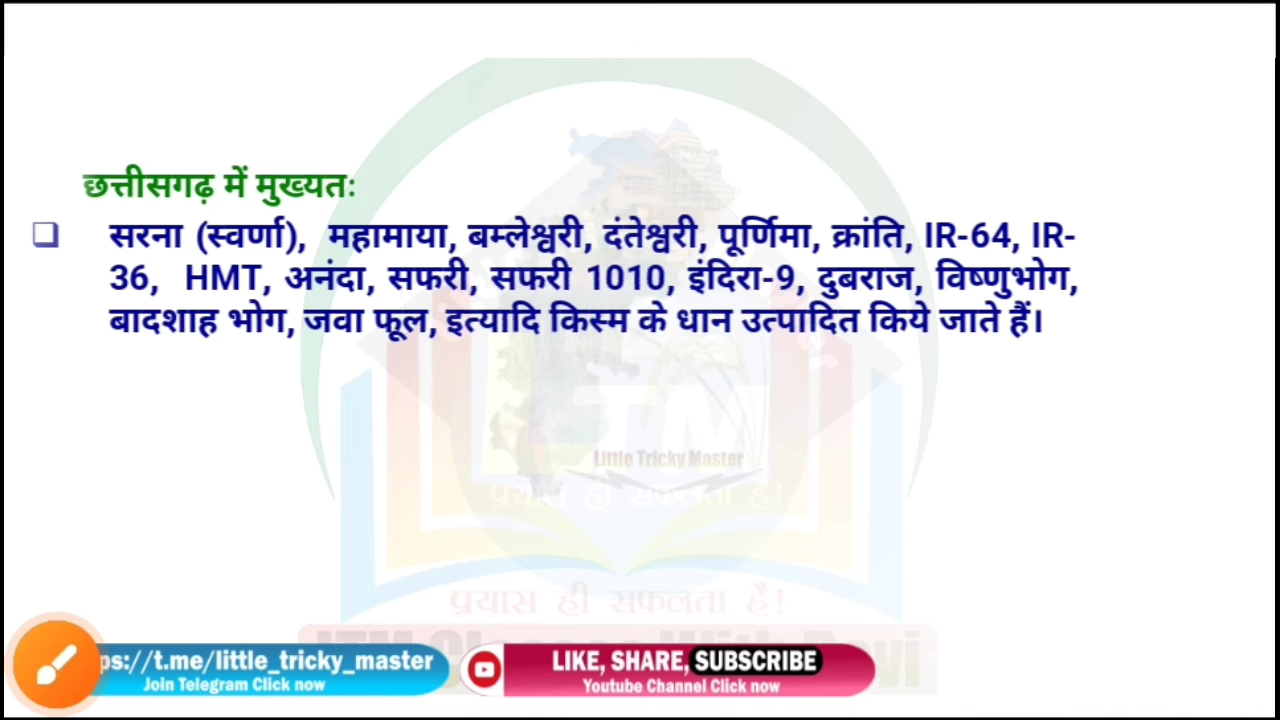 छत्तीसगढ़ में मुख्यतः
सरना (स्वर्णा), महामाया, बम्लेश्वरी, दंतेश्वरी, पूर्णिमा, क्रांति, IR-64, IR-
36, HMT, अनंदा, सफरी, सफरी 1010, इंदिरा-9, दुबराज, विष्णुभोग,
बादशाह भोग, जवा फूल, इत्यादि किस्म के धान उत्पादित किये जाते हैं।
Little Tricky Master
प्रयास ही सफलता है!
प्रयास ही सफलता है!
ps://t.me/little_tricky_master
Join Telegram Click now
LIKE, SHARE, SUBSCRIBE
Youtube Channel Click now